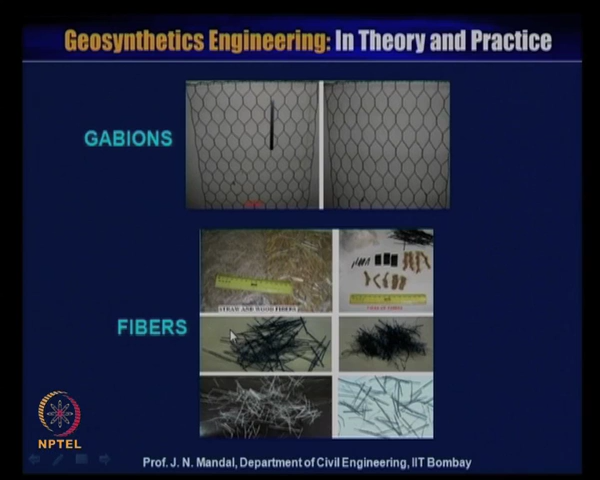 Geosynthetics Engineering: In Theory and Practice
GABIONS
STRAW AND WOOD FIBERS
FIBERS
NPTEL
Prof. J. N. Mandal, Department of Civil Engineering, IIT Bombay